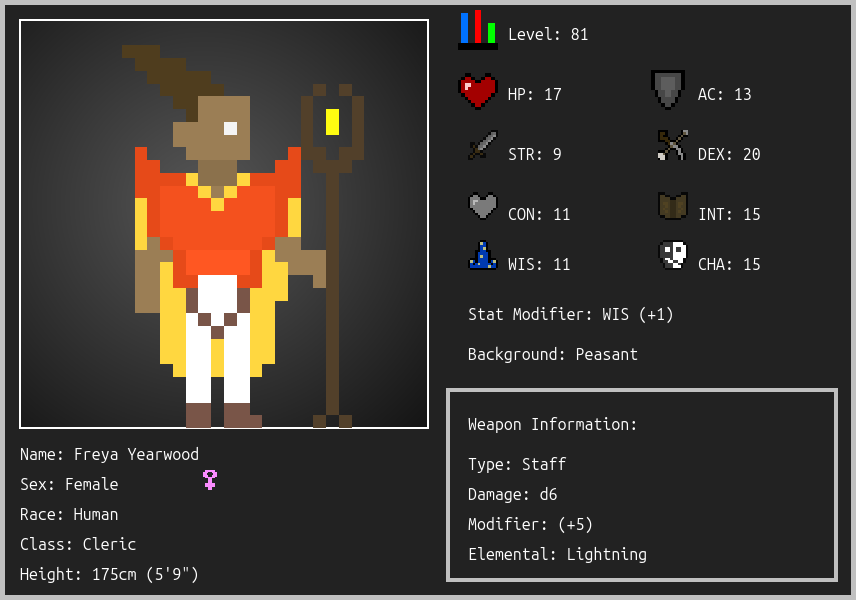 Level: 81
HP: 17
AC: 13
STR: 9
DEX: 20
CON: 11
INT: 15
WIS: 11
CHA: 15
Stat Modifier: WIS (+1)
Background: Peasant
Weapon Information:
Type: Staff
Damage: d6
Modifier: (+5)
Elemental: Lightning
Name: Freya Yearwood
Sex: Female
Race: Human
Class: Cleric
Height: 175cm (5'9")